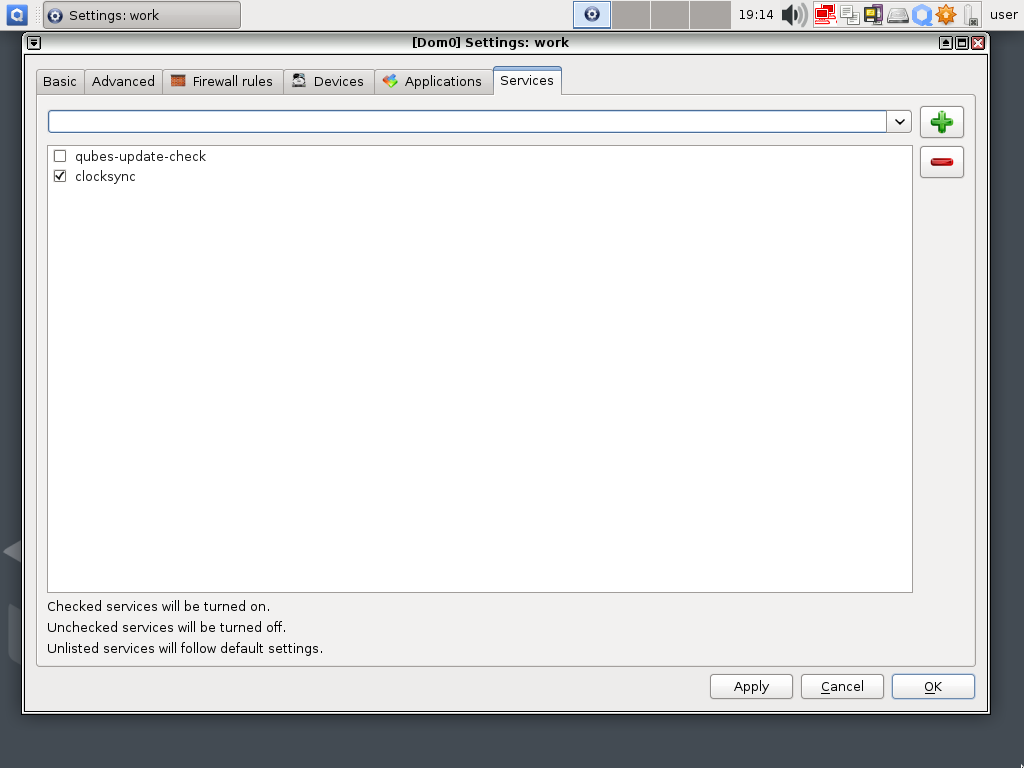 Settings: work
19:14
user
[Dom0] Settings: work
Basic Advanced Firewall rules Devices Applications Services
qubes-update-check
clocksync
Checked services will be turned on.
Unchecked services will be turned off.
Unlisted services will follow default settings.
Apply Cancel OK